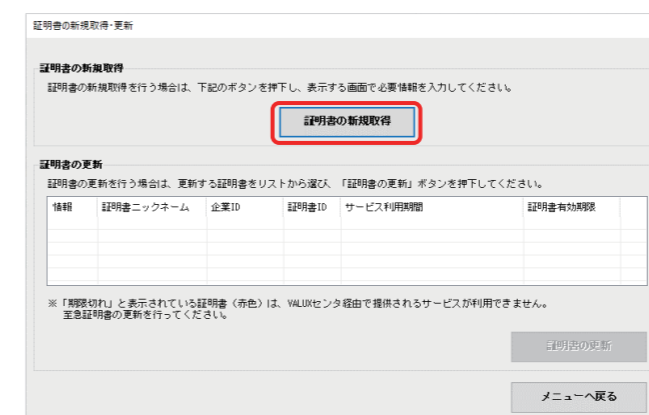 証明書の新規取得・更新
証明書の新規取得
証明書の新規取得を行う場合は、下記のボタンを押下し、表示する画面で必要情報を入力してください。
証明書の新規取得
証明書の更新
証明書の更新を行う場合は、更新する証明書をリストから選び、「証明書の更新」ボタンを押下してください。
情報 証明書ニックネーム 企業ID 証明書ID サービス利用期間 証明書有効期限
※「期限切れ」と表示されている証明書（赤色）は、VALUXセンタ経由で提供されるサービスが利用できません。
至急証明書の更新を行ってください。
証明書の更新
メニューへ戻る